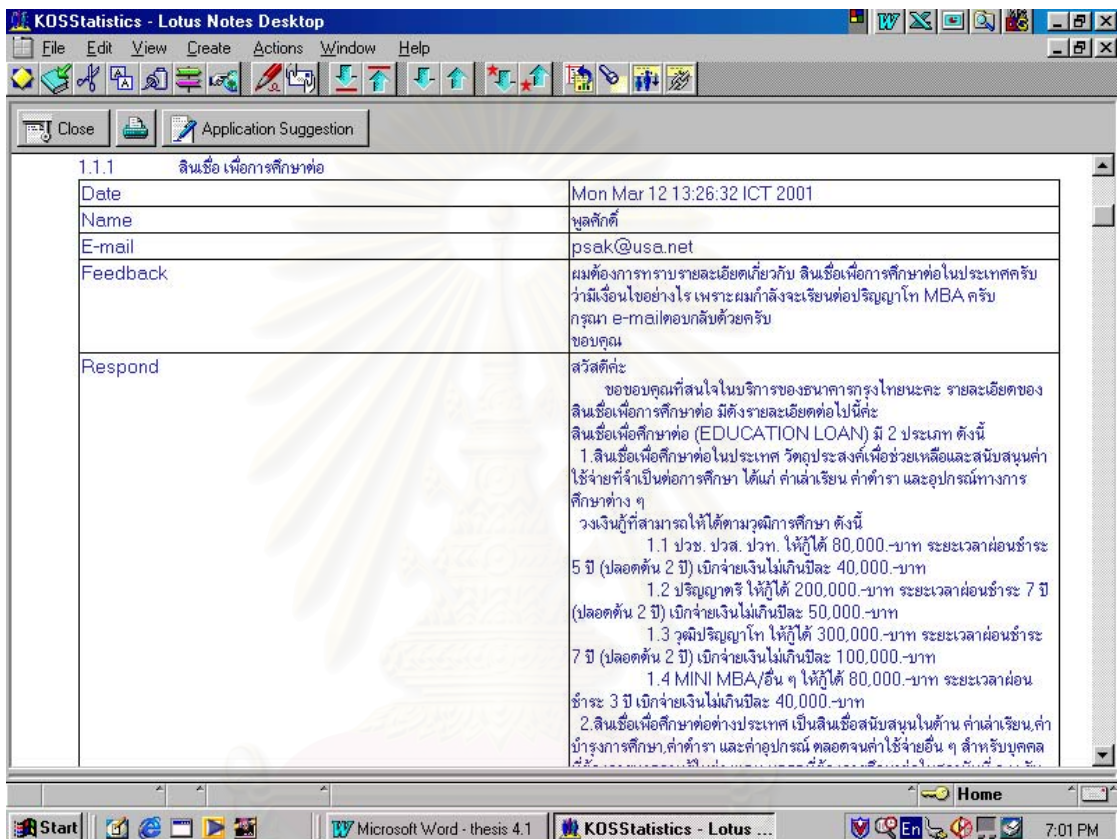 KOSStatistics - Lotus Notes Desktop
File Edit View Create Actions Window Help
Close Application Suggestion
1.1.1 สินเชื่อ เพื่อการศึกษาต่อ
Date Mon Mar 12 13:26:32 ICT 2001
Name พูลศักดิ์
E-mail psak@usa.net
Feedback ผมต้องการทราบรายละเอียดเกี่ยวกับ สินเชื่อเพื่อการศึกษาต่อในประเทศครับ
ว่ามีเงื่อนไขอย่างไร เพราะผมกำลังจะเรียนต่อปริญญาโท MBA ครับ
กรุณา e-mailตอบกลับด้วยครับ
ขอบคุณ
Respond สวัสดีค่ะ
ขอขอบคุณที่สนใจในบริการของธนาคารกรุงไทยนะคะ รายละเอียดของ
สินเชื่อเพื่อการศึกษาต่อ มีดังรายละเอียดต่อไปนี้ค่ะ
สินเชื่อเพื่อศึกษาต่อ (EDUCATION LOAN) มี 2 ประเภท ดังนี้
1.สินเชื่อเพื่อศึกษาต่อในประเทศ วัตถุประสงค์เพื่อช่วยเหลือและสนับสนุนค่า
ใช้จ่ายที่จำเป็นต่อการศึกษา ได้แก่ ค่าเล่าเรียน ค่าตำรา และอุปกรณ์ทางการ
ศึกษาต่าง ๆ
วงเงินกู้ที่สามารถให้ได้ตามวุฒิการศึกษา ดังนี้
1.1 ปวช. ปวส. ปวท. ให้กู้ได้ 80,000.-บาท ระยะเวลาผ่อนชำระ
5 ปี (ปลอดต้น 2 ปี) เบิกจ่ายเงินไม่เกินปีละ 40,000.-บาท
1.2 ปริญญาตรี ให้กู้ได้ 200,000.-บาท ระยะเวลาผ่อนชำระ 7 ปี
(ปลอดต้น 2 ปี) เบิกจ่ายเงินไม่เกินปีละ 50,000.-บาท
1.3 วุฒิปริญญาโท ให้กู้ได้ 300,000.-บาท ระยะเวลาผ่อนชำระ
7 ปี (ปลอดต้น 2 ปี) เบิกจ่ายเงินไม่เกินปีละ 100,000.-บาท
1.4 MINI MBA/อื่น ๆ ให้กู้ได้ 80,000.-บาท ระยะเวลาผ่อน
ชำระ 3 ปี เบิกจ่ายเงินไม่เกินปีละ 40,000.-บาท
2.สินเชื่อเพื่อศึกษาต่อต่างประเทศ เป็นสินเชื่อสนับสนุนในด้าน ค่าเล่าเรียน,ค่า
บำรุงการศึกษา,ค่าตำรา และค่าอุปกรณ์ ตลอดจนค่าใช้จ่ายอื่น ๆ สำหรับบุคคล
Home
Start Microsoft Word - thesis 4.1 KOSStatistics - Lotus ... En 7:01 PM